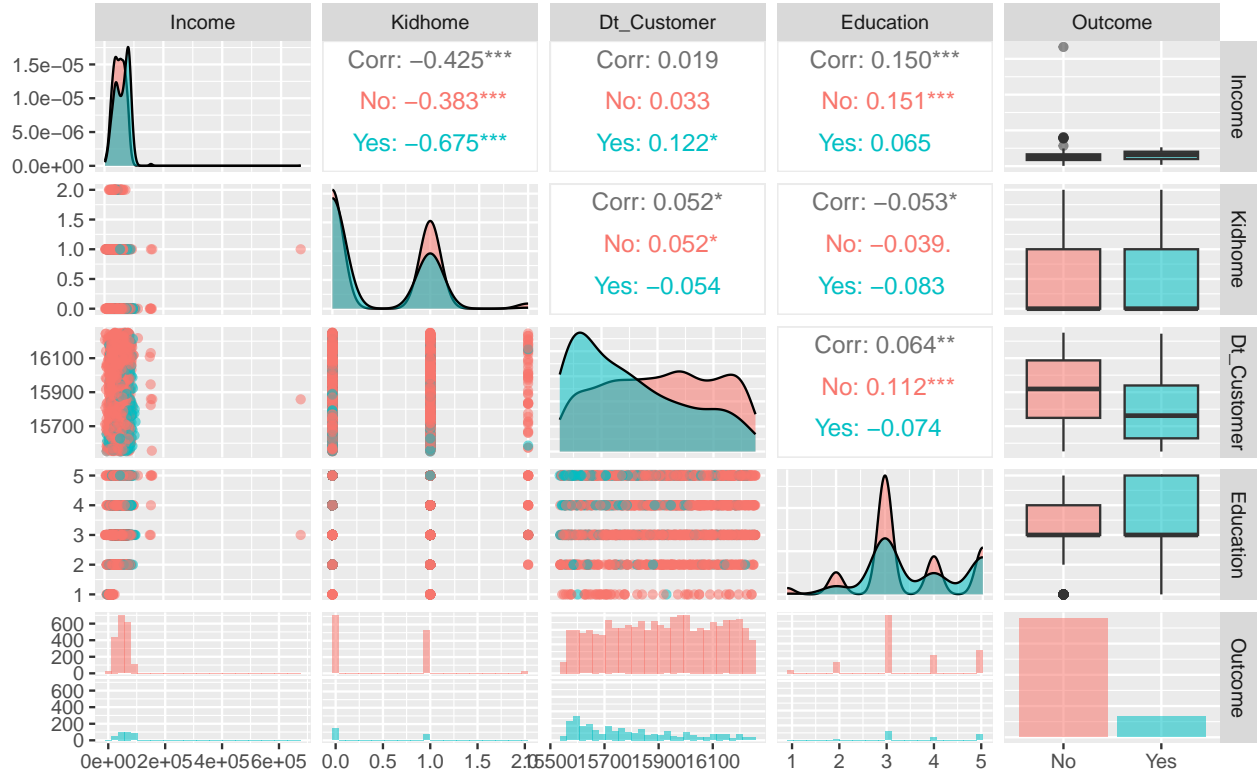 Income Kidhome Dt_Customer Education Outcome
1.5e−05
1.0e−05
5.0e−06
0.0e+00
Corr: −0.425***
No: −0.383***
Yes: −0.675***
Corr: 0.019
No: 0.033
Yes: 0.122*
Corr: 0.150***
No: 0.151***
Yes: 0.065
Income
2.0
1.5
1.0
0.5
0.0
Corr: 0.052*
No: 0.052*
Yes: −0.054
Corr: −0.053*
No: −0.039.
Yes: −0.083
Kidhome
16100
15900
15700
Corr: 0.064**
No: 0.112***
Yes: −0.074
Dt_Customer
5
4
3
2
1
Education
600
400
200
0
600
400
200
0
Outcome
0e+00 2e+05 4e+05 6e+05
0.0 0.5 1.0 1.5 2.0
15500 15700 15900 16100
1 2 3 4 5
No Yes